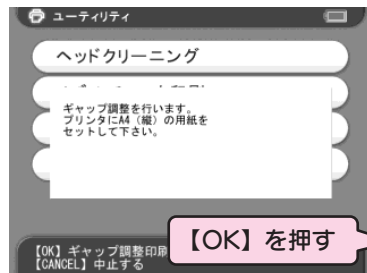 ユーティリティ
ヘッドクリーニング
ギャップ調整を行います。
プリンタにA4(縦)の用紙を
セットして下さい。
【OK】を押す
【OK】ギャップ調整印刷
【CANCEL】中止する